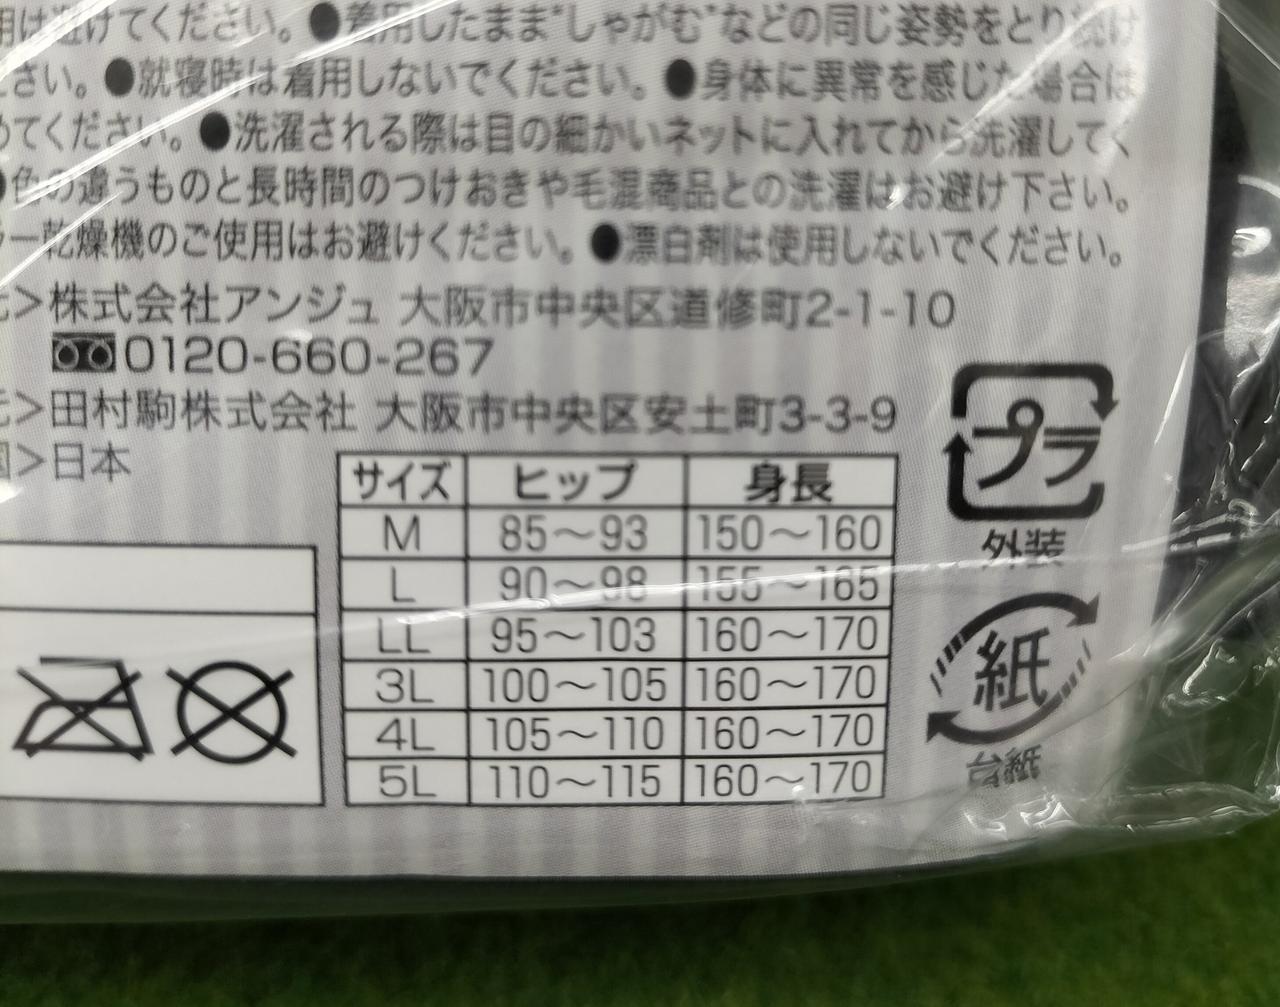 用は避けてください。●着用したまま"しゃがむ"などの同じ姿勢をとり続け
ださい。●就寝時は着用しないでください。●身体に異常を感じた場合は
めてください。●洗濯される際は目の細かいネットに入れてから洗濯してく
●色の違うものと長時間のつけおきや毛混商品との洗濯はお避け下さい。
ラー乾燥機のご使用はお避けください。●漂白剤は使用しないでください。
元>株式会社アンジュ 大阪市中央区道修町2-1-10
0120-660-267
元>田村駒株式会社 大阪市中央区安土町3-3-9
国>日本
サイズ ヒップ 身長
M 85～93 150～160
L 90～98 155～165
LL 95～103 160～170
3L 100～105 160～170
4L 105～110 160～170
5L 110～115 160～170
プラ
外装
紙
台紙